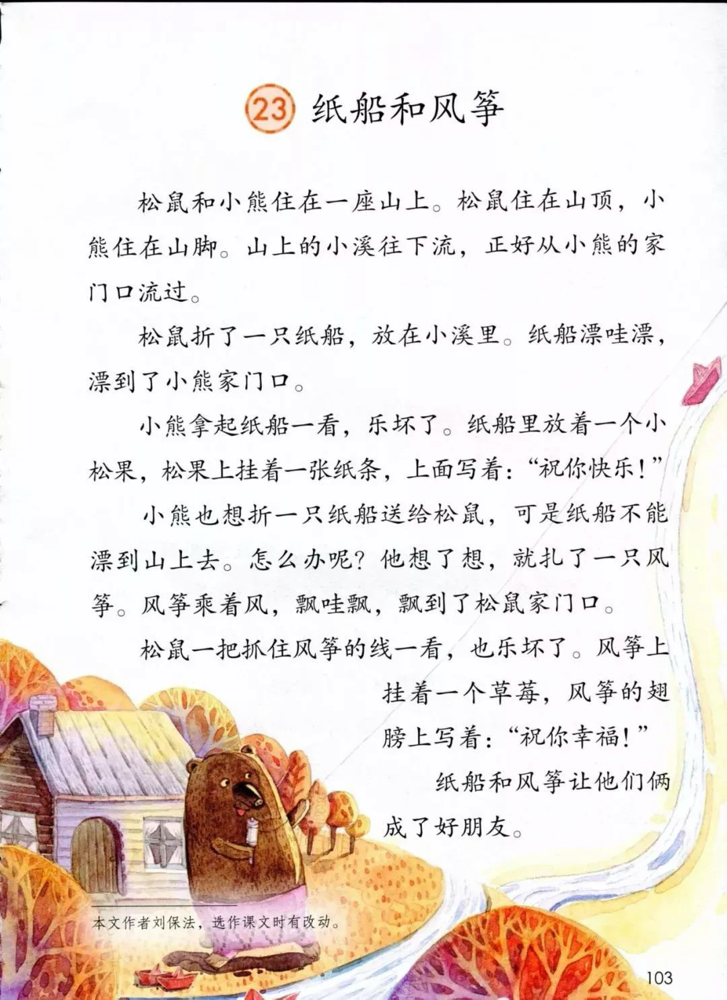 23 纸船和风筝
松鼠和小熊住在一座山上。松鼠住在山顶，小
熊住在山脚。山上的小溪往下流，正好从小熊的家
门口流过。
松鼠折了一只纸船，放在小溪里。纸船漂哇漂，
漂到了小熊家门口。
小熊拿起纸船一看，乐坏了。纸船里放着一个小
松果，松果上挂着一张纸条，上面写着：“祝你快乐！”
小熊也想折一只纸船送给松鼠，可是纸船不能
漂到山上去。怎么办呢？他想了想，就扎了一只风
筝。风筝乘着风，飘哇飘，飘到了松鼠家门口。
松鼠一把抓住风筝的线一看，也乐坏了。风筝上
挂着一个草莓，风筝的翅
膀上写着：“祝你幸福！”
纸船和风筝让他们俩
成了好朋友。
本文作者刘保法，选作课文时有改动。
103